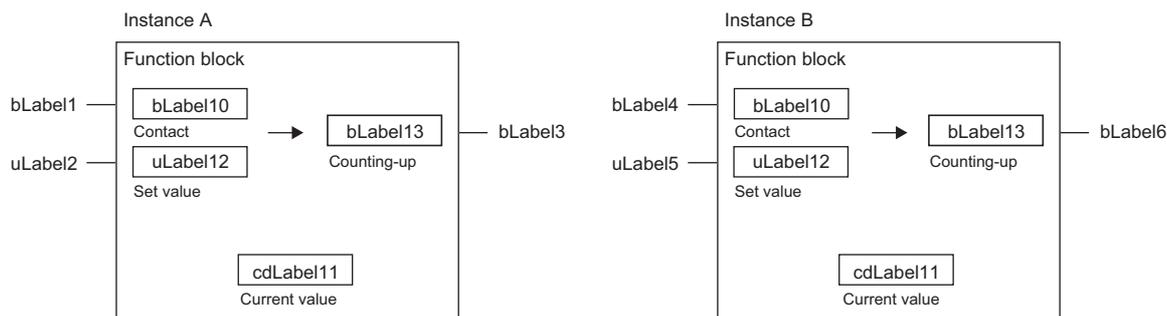 Instance A
Function block
bLabel1
bLabel10
Contact
bLabel13
bLabel3
uLabel2
uLabel12
Counting-up
Set value
cdLabel11
Current value
Instance B
Function block
bLabel4
bLabel10
Contact
bLabel13
bLabel6
uLabel5
uLabel12
Counting-up
Set value
cdLabel11
Current value